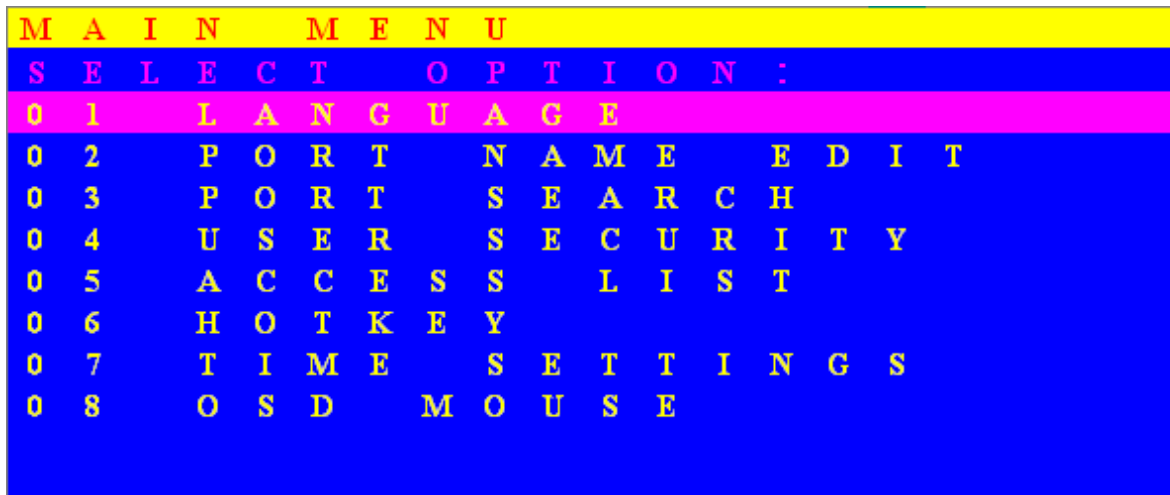 MAIN MENU
SELECT OPTION:
01 LANGUAGE
02 PORT NAME EDIT
03 PORT SEARCH
04 USER SECURITY
05 ACCESS LIST
06 HOTKEY
07 TIME SETTINGS
08 OSD MOUSE